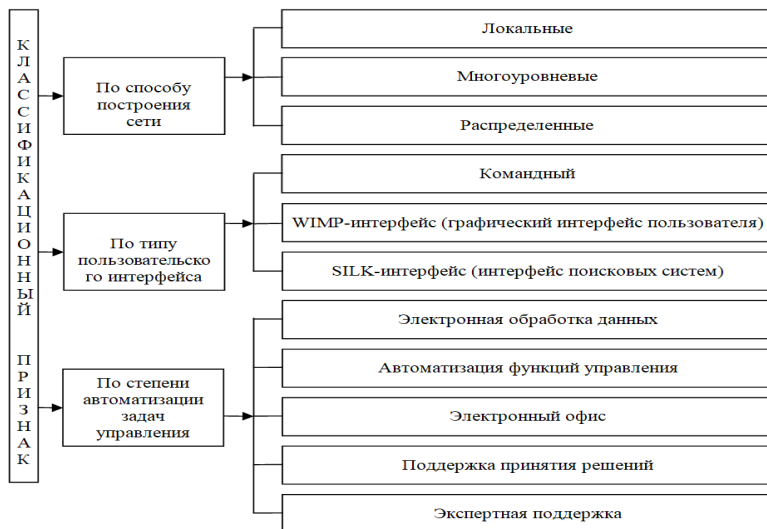 КЛАССИФИКАЦИОННЫЙ ПРИЗНАК
По способу
построения
сети
Локальные
Многоуровневые
Распределенные
По типу
пользовательско
го интерфейса
Командный
WIMP-интерфейс (графический интерфейс пользователя)
SILK-интерфейс (интерфейс поисковых систем)
По степени
автоматизации
задач
управления
Электронная обработка данных
Автоматизация функций управления
Электронный офис
Поддержка принятия решений
Экспертная поддержка